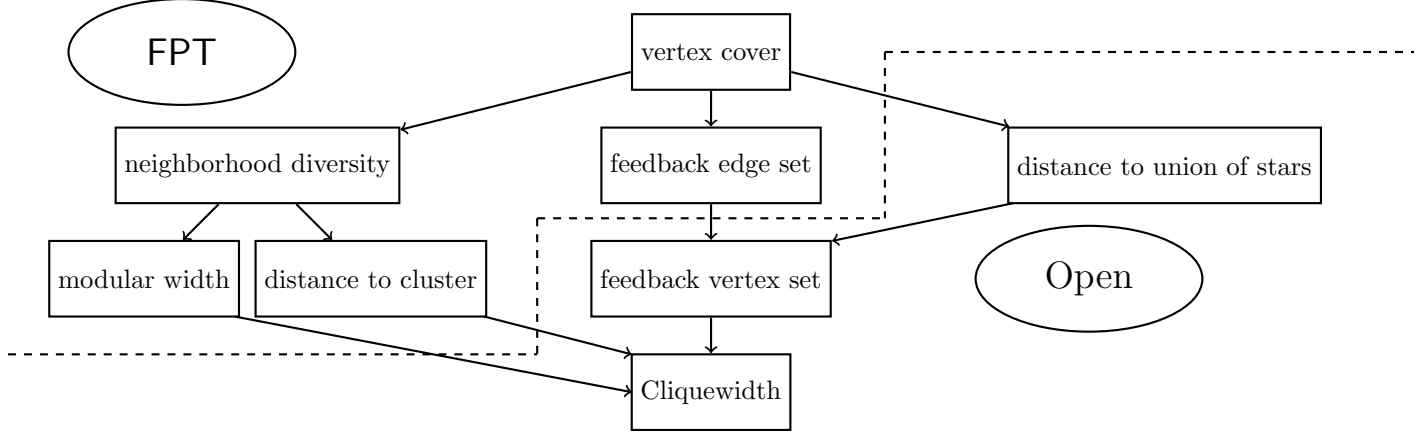 FPT
vertex cover
neighborhood diversity
feedback edge set
distance to union of stars
modular width
distance to cluster
feedback vertex set
Open
Cliquewidth